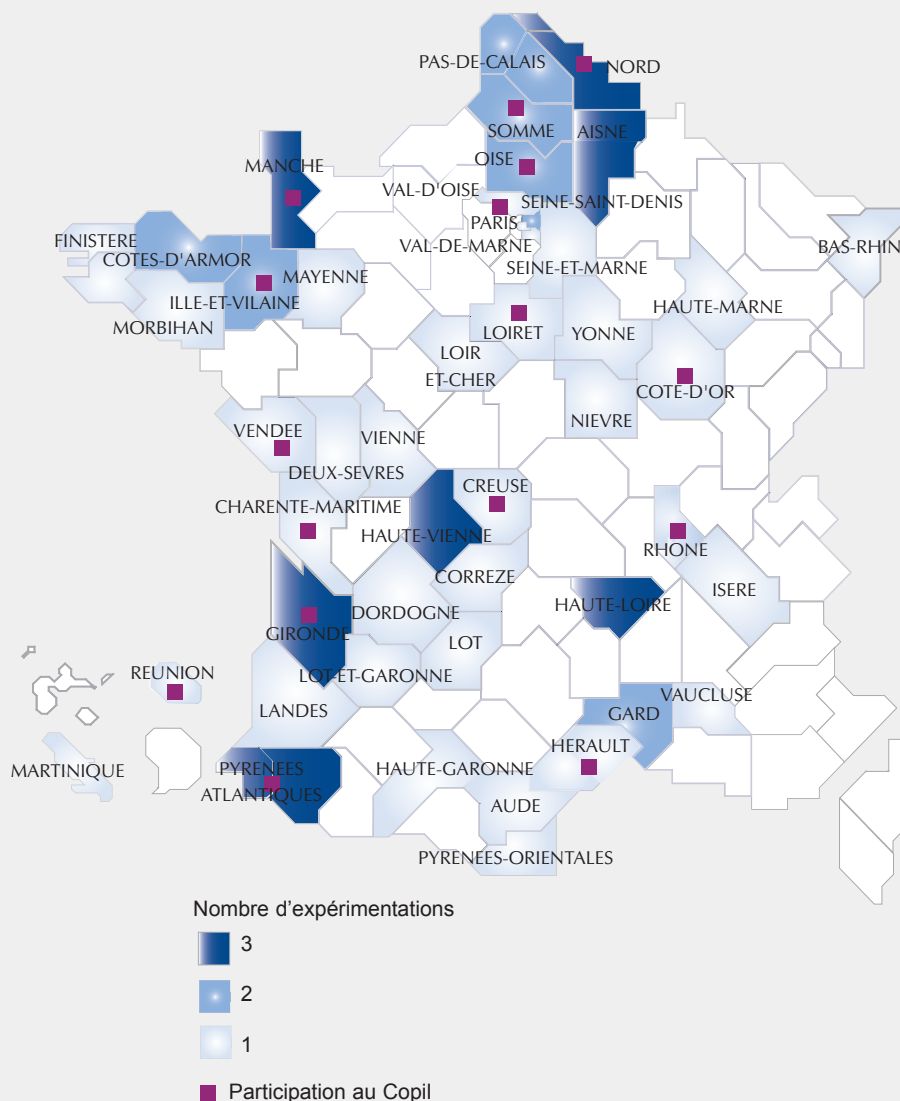 PAS-DE-CALAIS
NORD
SOMME
AISNE
OISE
MANCHE
VAL-D'OISE
SEINE-SAINT-DENIS
PARIS
VAL-DE-MARNE
FINISTERE
COTES-D'ARMOR
MAYENNE
SEINE-ET-MARNE
BAS-RHIN
ILLE-ET-VILAINE
HAUTE-MARNE
MORBIHAN
LOIRET
YONNE
LOIR
ET-CHER
COTE-D'OR
NIEVRE
VENDEE
VIENNE
DEUX-SEVRES
CREUSE
CHARENTE-MARITIME
HAUTE-VIENNE
RHONE
CORREZE
ISERE
HAUTE-LOIRE
DORDOGNE
GIRONDE
LOT
REUNION
LOT-ET-GARONNE
VAUCLUSE
LANDES
GARD
HERAULT
MARTINIQUE
PYRENEES
ATLANTIQUES
HAUTE-GARONNE
AUDE
PYRENEES-ORIENTALES
Nombre d’expérimentations
3
2
1
Participation au Copil